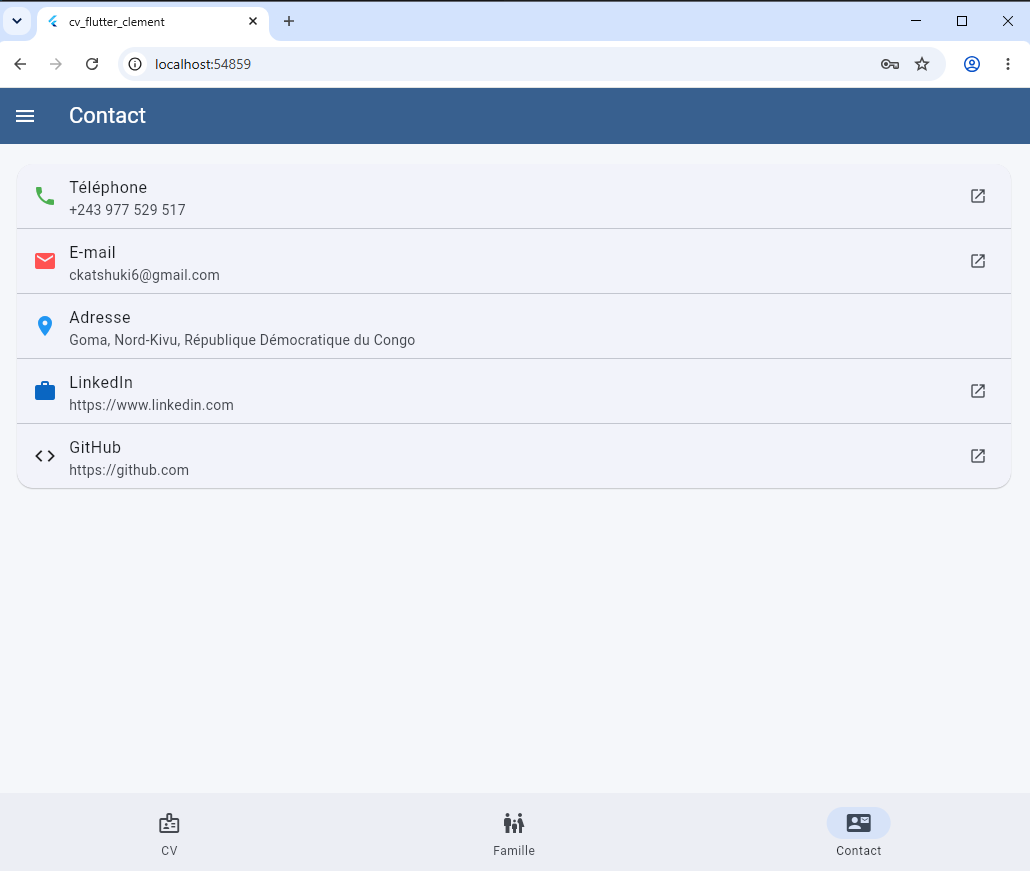 cv_flutter_clement
localhost:54859
Contact
Téléphone
+243 977 529 517
E-mail
ckatshuki6@gmail.com
Adresse
Goma, Nord-Kivu, République Démocratique du Congo
LinkedIn
https://www.linkedin.com
GitHub
https://github.com
CV
Famille
Contact